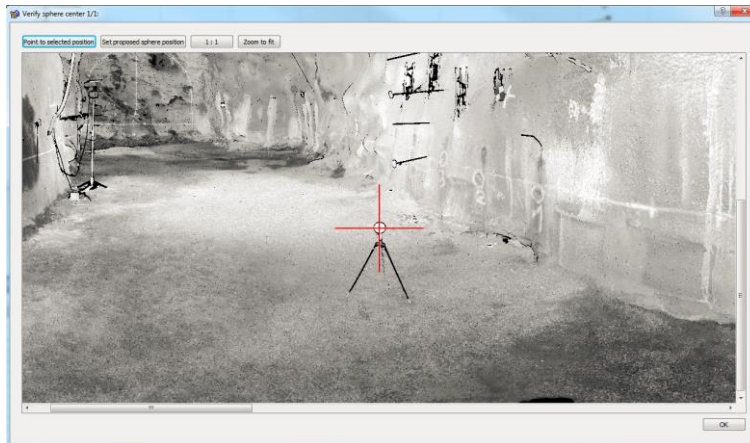 Verify sphere center 1/1:
Point to selected position Set proposed sphere position 1 : 1 Zoom to fit
OK